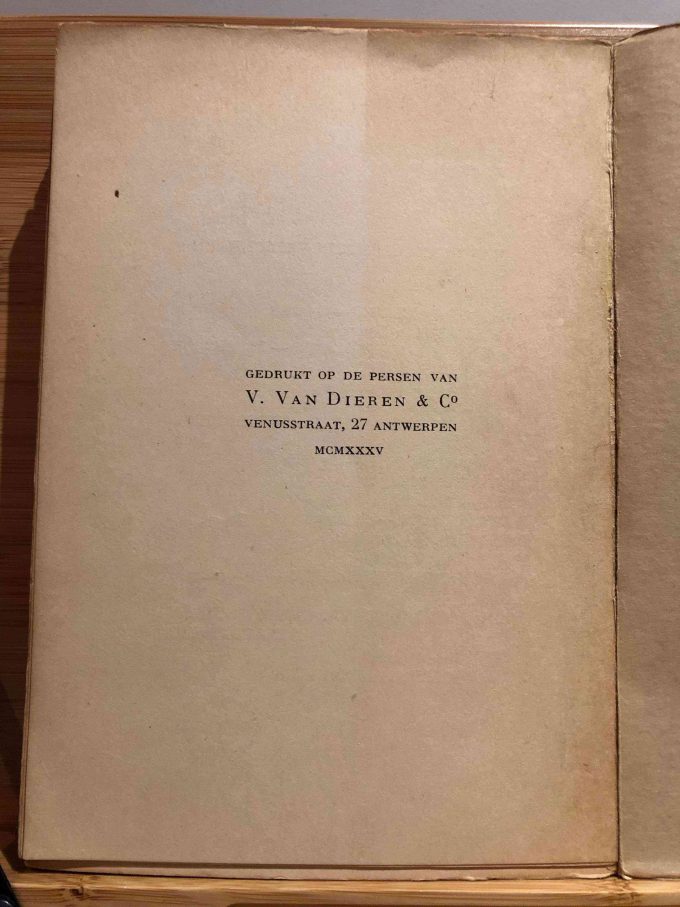 GEDRUKT OP DE PERSEN VAN
V. VAN DIEREN & Cº
VENUSSTRAAT, 27 ANTWERPEN
MCMXXXV